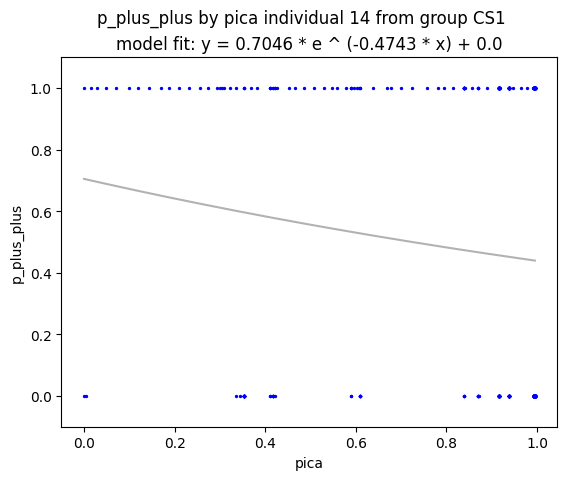 p_plus_plus by pica individual 14 from group CS1
model fit: y = 0.7046 * e ^ (-0.4743 * x) + 0.0
1.0
0.8
0.6
0.4
0.2
0.0
p_plus_plus
0.0 0.2 0.4 0.6 0.8 1.0
pica